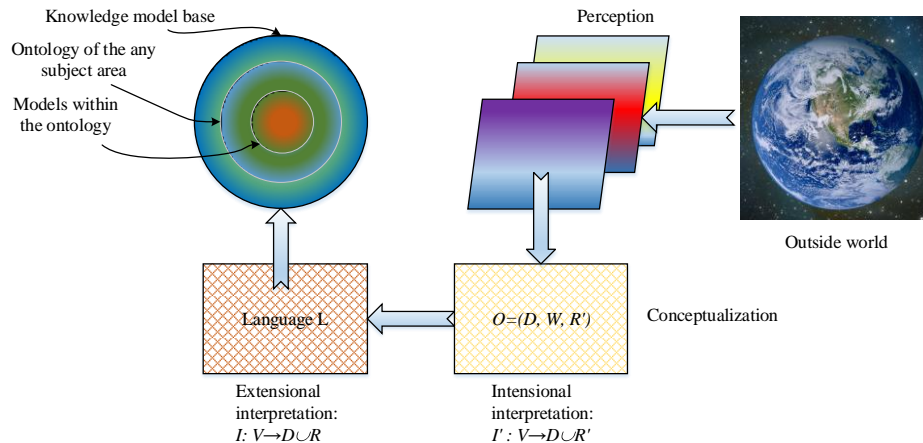 Knowledge model base
Ontology of the any
subject area
Models within
the ontology
Perception
Outside world
Language L
O=(D, W, R')
Conceptualization
Extensional
interpretation:
I: V→D∪R
Intensional
interpretation:
I' : V→D∪R'